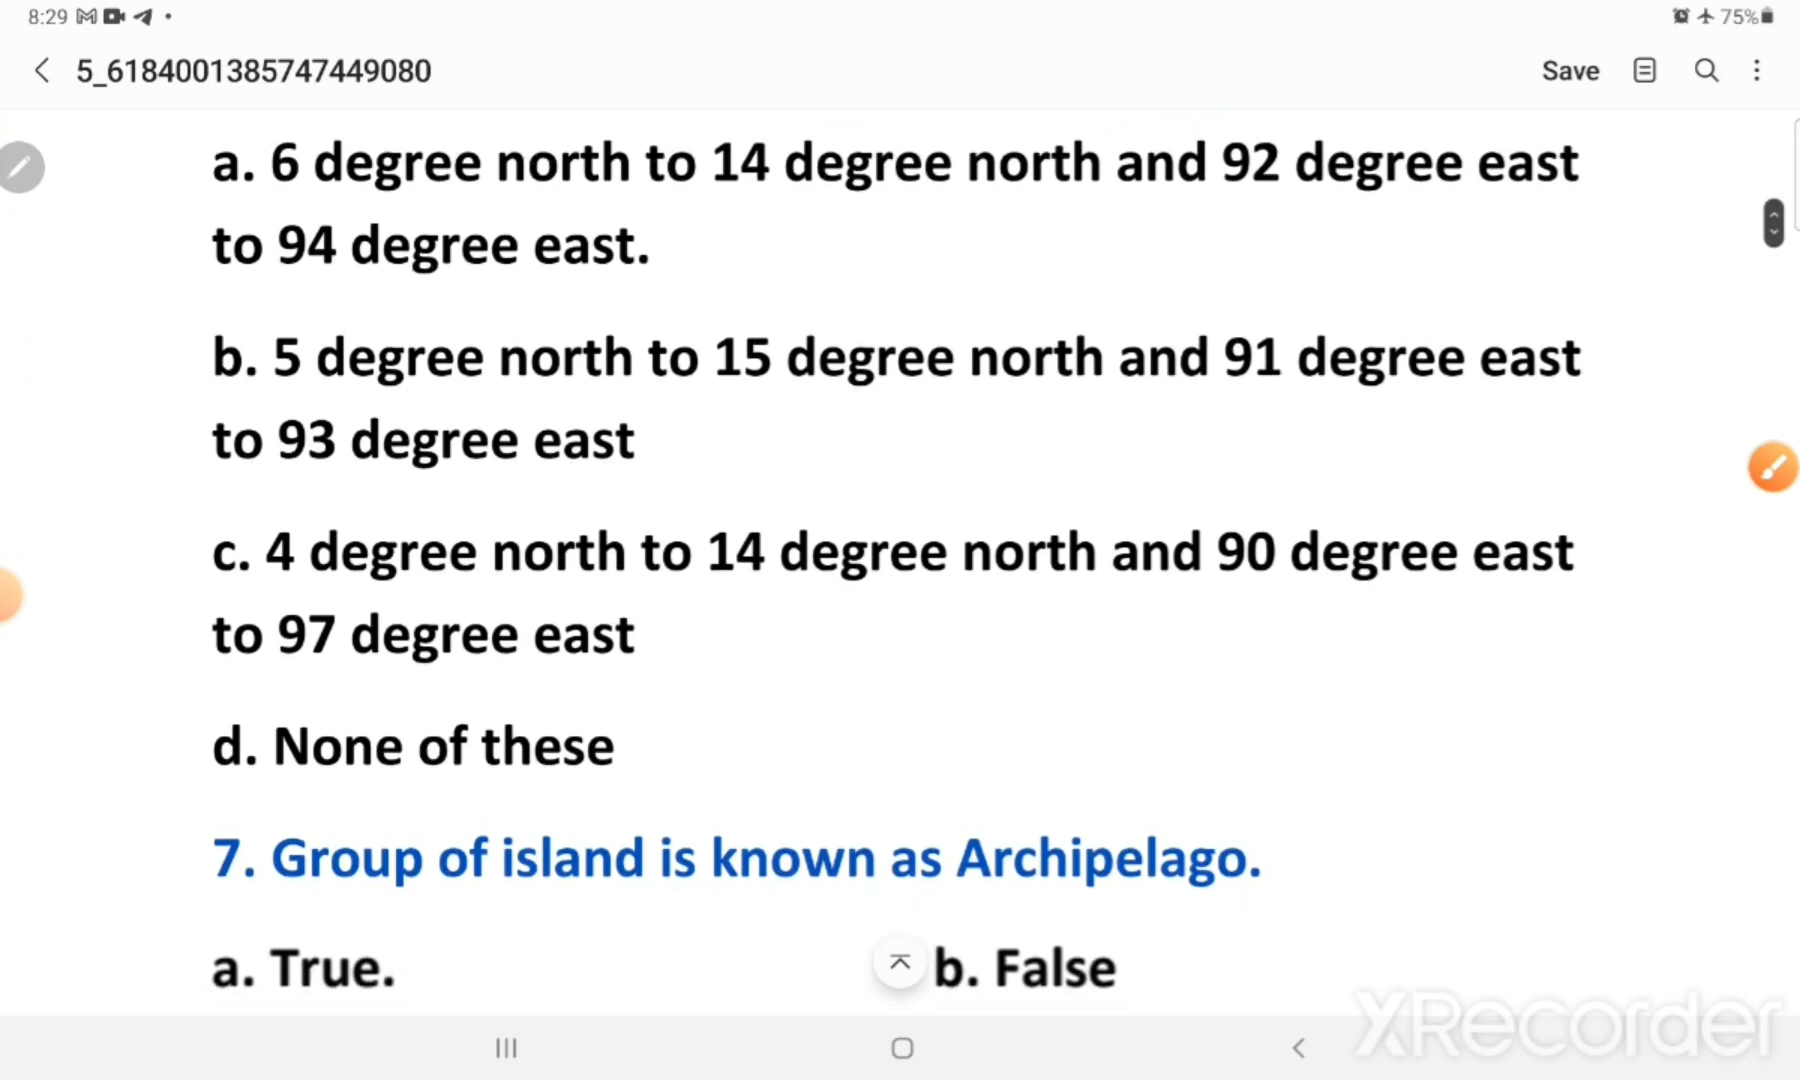 8:29
75%
5_6184001385747449080
Save
a. 6 degree north to 14 degree north and 92 degree east
to 94 degree east.
b. 5 degree north to 15 degree north and 91 degree east
to 93 degree east
c. 4 degree north to 14 degree north and 90 degree east
to 97 degree east
d. None of these
7. Group of island is known as Archipelago.
a. True. b. False
XRecorder